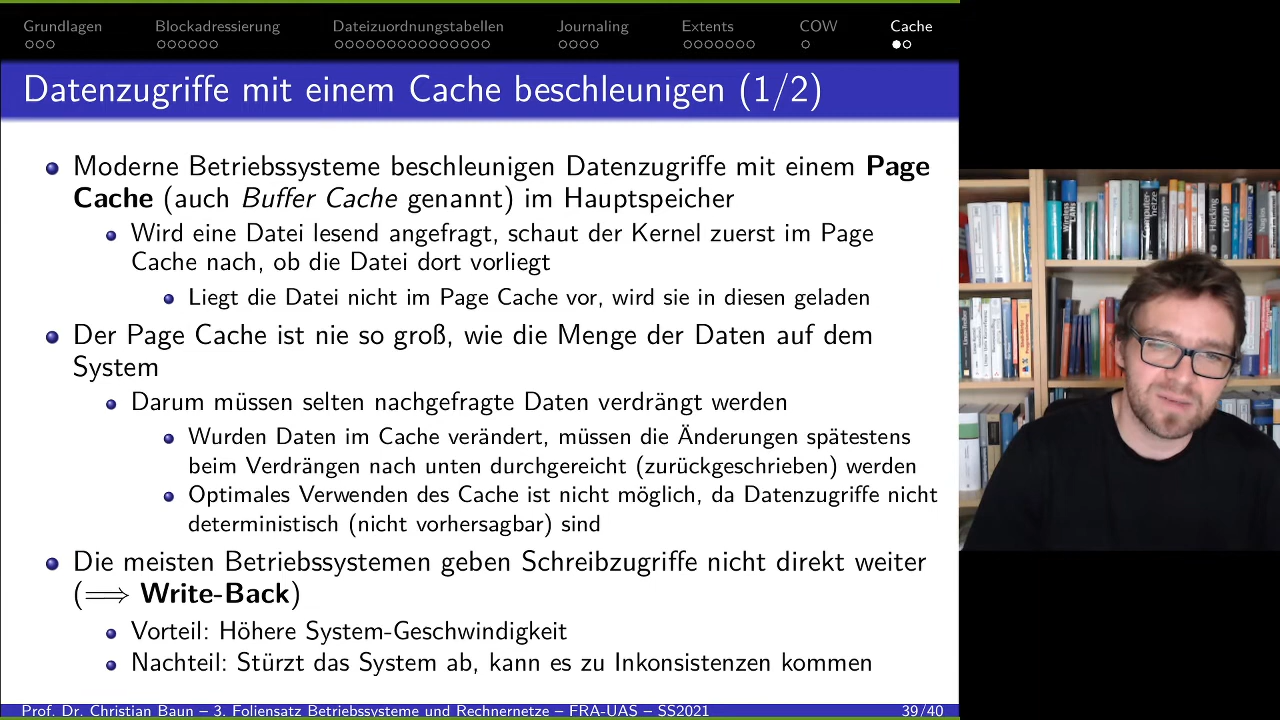 Grundlagen Blockadressierung Dateizuordnungstabellen Journaling Extents COW Cache
Datenzugriffe mit einem Cache beschleunigen (1/2)
Moderne Betriebssysteme beschleunigen Datenzugriffe mit einem Page
Cache (auch Buffer Cache genannt) im Hauptspeicher
Wird eine Datei lesend angefragt, schaut der Kernel zuerst im Page
Cache nach, ob die Datei dort vorliegt
Liegt die Datei nicht im Page Cache vor, wird sie in diesen geladen
Der Page Cache ist nie so groß, wie die Menge der Daten auf dem
System
Darum müssen selten nachgefragte Daten verdrängt werden
Wurden Daten im Cache verändert, müssen die Änderungen spätestens
beim Verdrängen nach unten durchgereicht (zurückgeschrieben) werden
Optimales Verwenden des Cache ist nicht möglich, da Datenzugriffe nicht
deterministisch (nicht vorhersagbar) sind
Die meisten Betriebssystemen geben Schreibzugriffe nicht direkt weiter
(⟹ Write-Back)
Vorteil: Höhere System-Geschwindigkeit
Nachteil: Stürzt das System ab, kann es zu Inkonsistenzen kommen
Prof. Dr. Christian Baun – 3. Foliensatz Betriebssysteme und Rechnernetze – FRA-UAS – SS2021 39/40
Computer-
netze
Hacking
TCP/IP